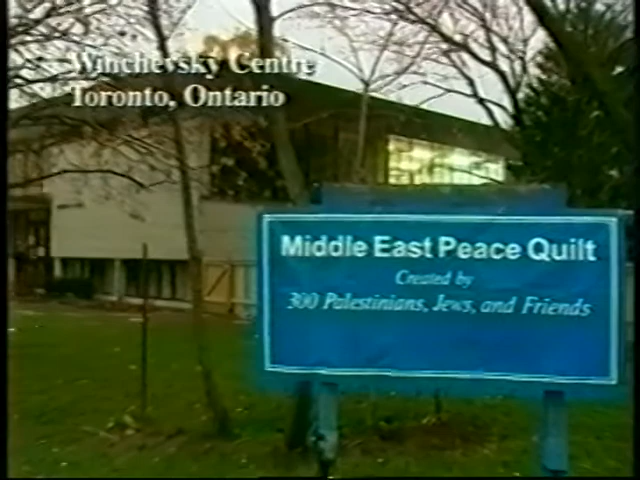 Winchevsky Centre
Toronto, Ontario
Middle East Peace Quilt
Created by
300 Palestinians, Jews, and Friends